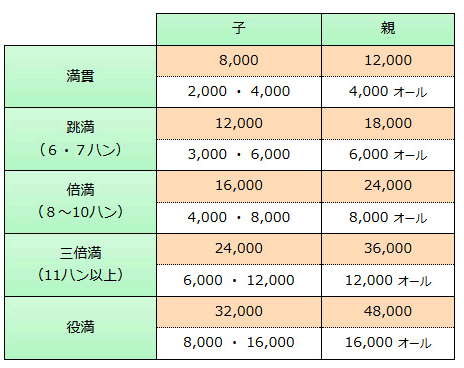 子 親
満貫 8,000 12,000
2,000 ・ 4,000 4,000 オール
跳満
（６・７ハン） 12,000 18,000
3,000 ・ 6,000 6,000 オール
倍満
（８～10ハン） 16,000 24,000
4,000 ・ 8,000 8,000 オール
三倍満
（11ハン以上） 24,000 36,000
6,000 ・ 12,000 12,000 オール
役満 32,000 48,000
8,000 ・ 16,000 16,000 オール